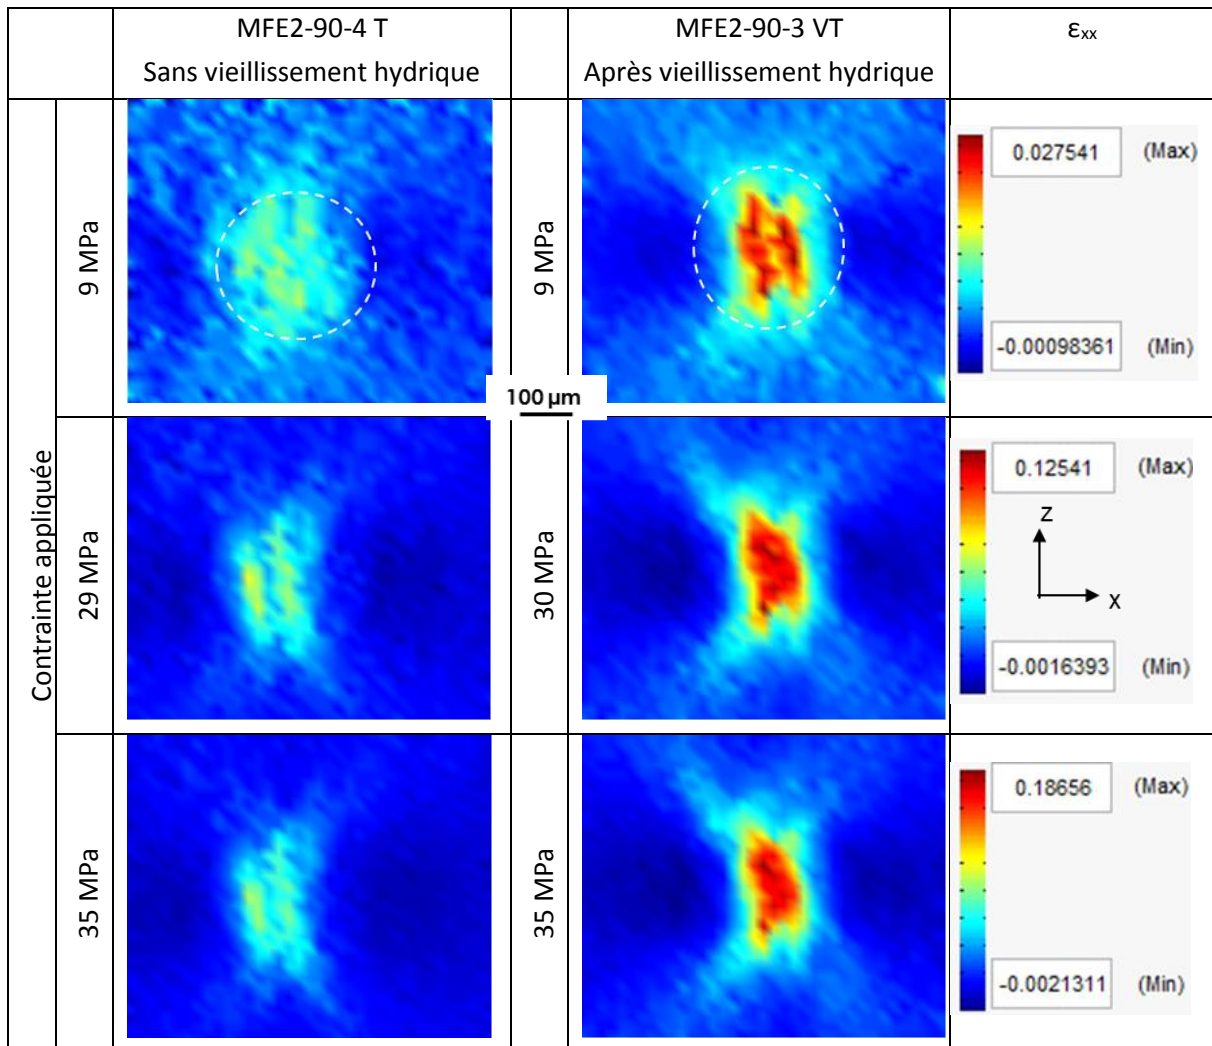 MFE2-90-4 T
Sans vieillissement hydrique
MFE2-90-3 VT
Après vieillissement hydrique
εxx
Contrainte appliquée
9 MPa
9 MPa
0.027541 (Max)
-0.00098361 (Min)
100 µm
29 MPa
30 MPa
0.12541 (Max)
z
x
-0.0016393 (Min)
35 MPa
35 MPa
0.18656 (Max)
-0.0021311 (Min)